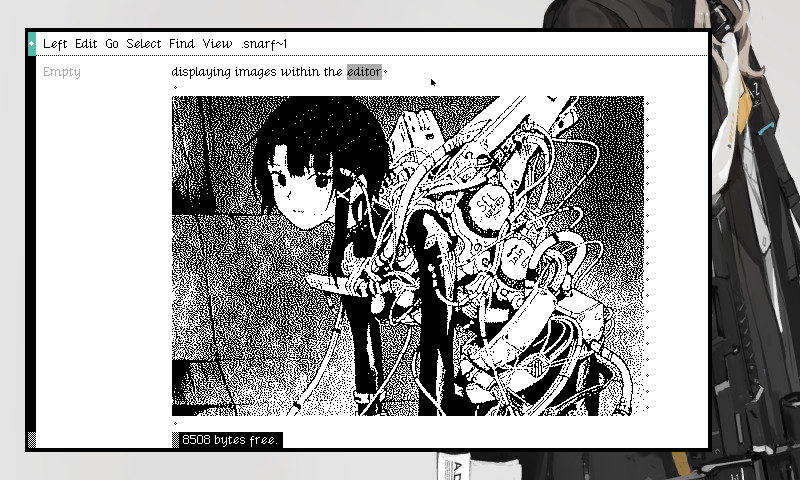 Left Edit Go Select Find View .snarf~1
Empty
displaying images within the editor
8508 bytes free.